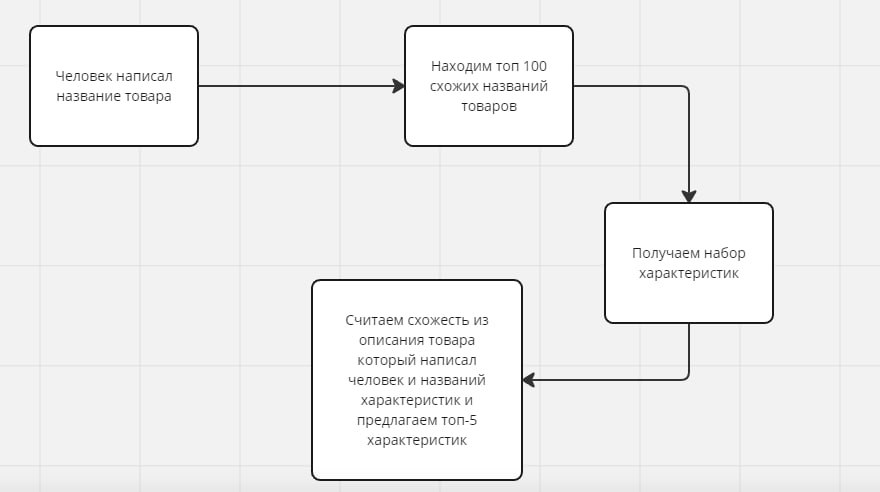 Человек написал
название товара
Находим топ 100
схожих названий
товаров
Получаем набор
характеристик
Считаем схожесть из
описания товара
который написал
человек и названий
характеристик и
предлагаем топ-5
характеристик